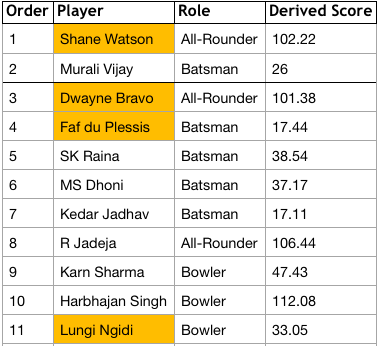 Order Player Role Derived Score
1 Shane Watson All-Rounder 102.22
2 Murali Vijay Batsman 26
3 Dwayne Bravo All-Rounder 101.38
4 Faf du Plessis Batsman 17.44
5 SK Raina Batsman 38.54
6 MS Dhoni Batsman 37.17
7 Kedar Jadhav Batsman 17.11
8 R Jadeja All-Rounder 106.44
9 Karn Sharma Bowler 47.43
10 Harbhajan Singh Bowler 112.08
11 Lungi Ngidi Bowler 33.05